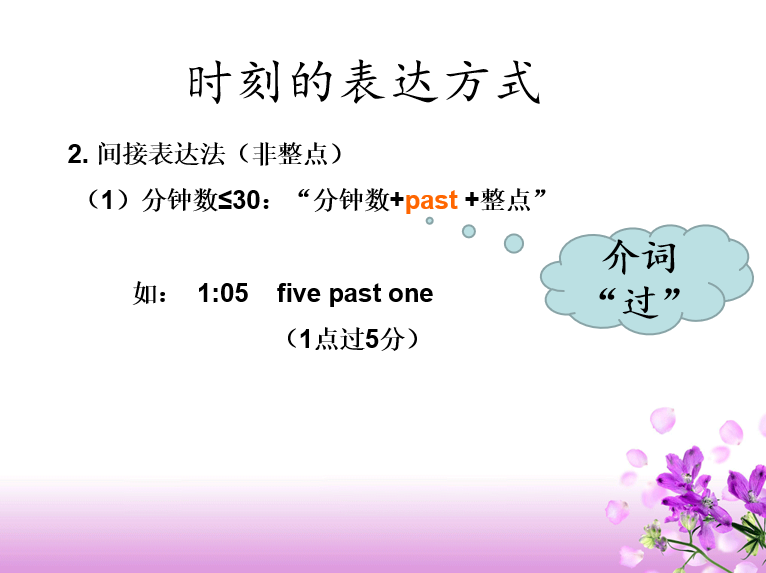 时刻的表达方式
2. 间接表达法（非整点）
（1）分钟数≤30：“分钟数+past +整点”
介词
“过”
如： 1:05 five past one
（1点过5分）